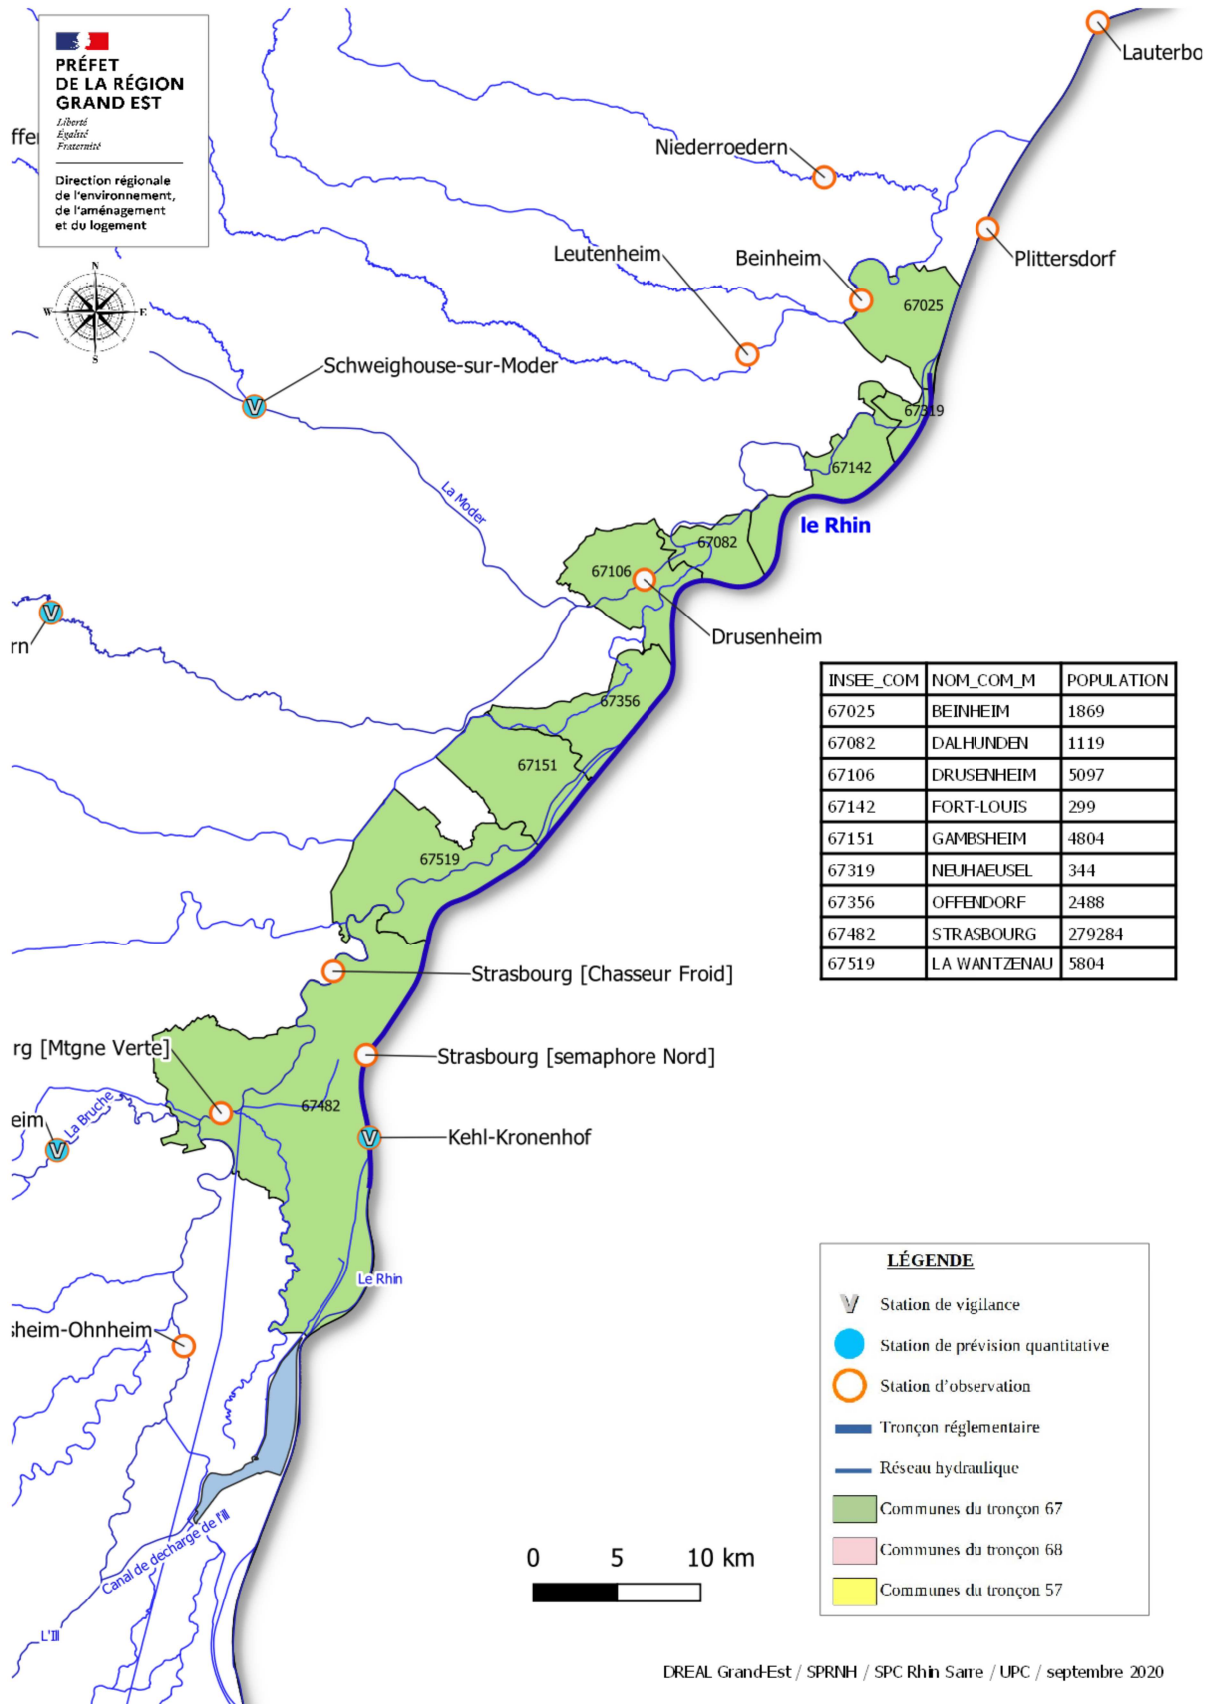 PRÉFET
DE LA RÉGION
GRAND EST
Liberté
Égalité
Fraternité
Direction régionale
de l'environnement,
de l'aménagement
et du logement
ffe
N
W
E
S
Lauterbo
Niederroedern
Leutenheim
Beinheim
Plittersdorf
67025
Schweighouse-sur-Moder
V
67319
67142
La Moder
le Rhin
67082
67106
V
rn
Drusenheim
67356
67151
67519
INSEE_COM NOM_COM_M POPULATION
67025 BEINHEIM 1869
67082 DALHUNDEN 1119
67106 DRUSENHEIM 5097
67142 FORT-LOUIS 299
67151 GAMBSHEIM 4804
67319 NEUHAEUSEL 344
67356 OFFENDORF 2488
67482 STRASBOURG 279284
67519 LA WANTZENAU 5804
Strasbourg [Chasseur Froid]
rg [Mtgne Verte]
Strasbourg [semaphore Nord]
67482
La Bruche
eim
V
V
Kehl-Kronenhof
Le Rhin
sheim-Ohnheim
Canal de decharge de l'Ill
L'Ill
LÉGENDE
V Station de vigilance
Station de prévision quantitative
Station d'observation
Tronçon réglementaire
Réseau hydraulique
Communes du tronçon 67
Communes du tronçon 68
Communes du tronçon 57
0 5 10 km
DREAL Grand-Est / SPRNH / SPC Rhin Sarre / UPC / septembre 2020